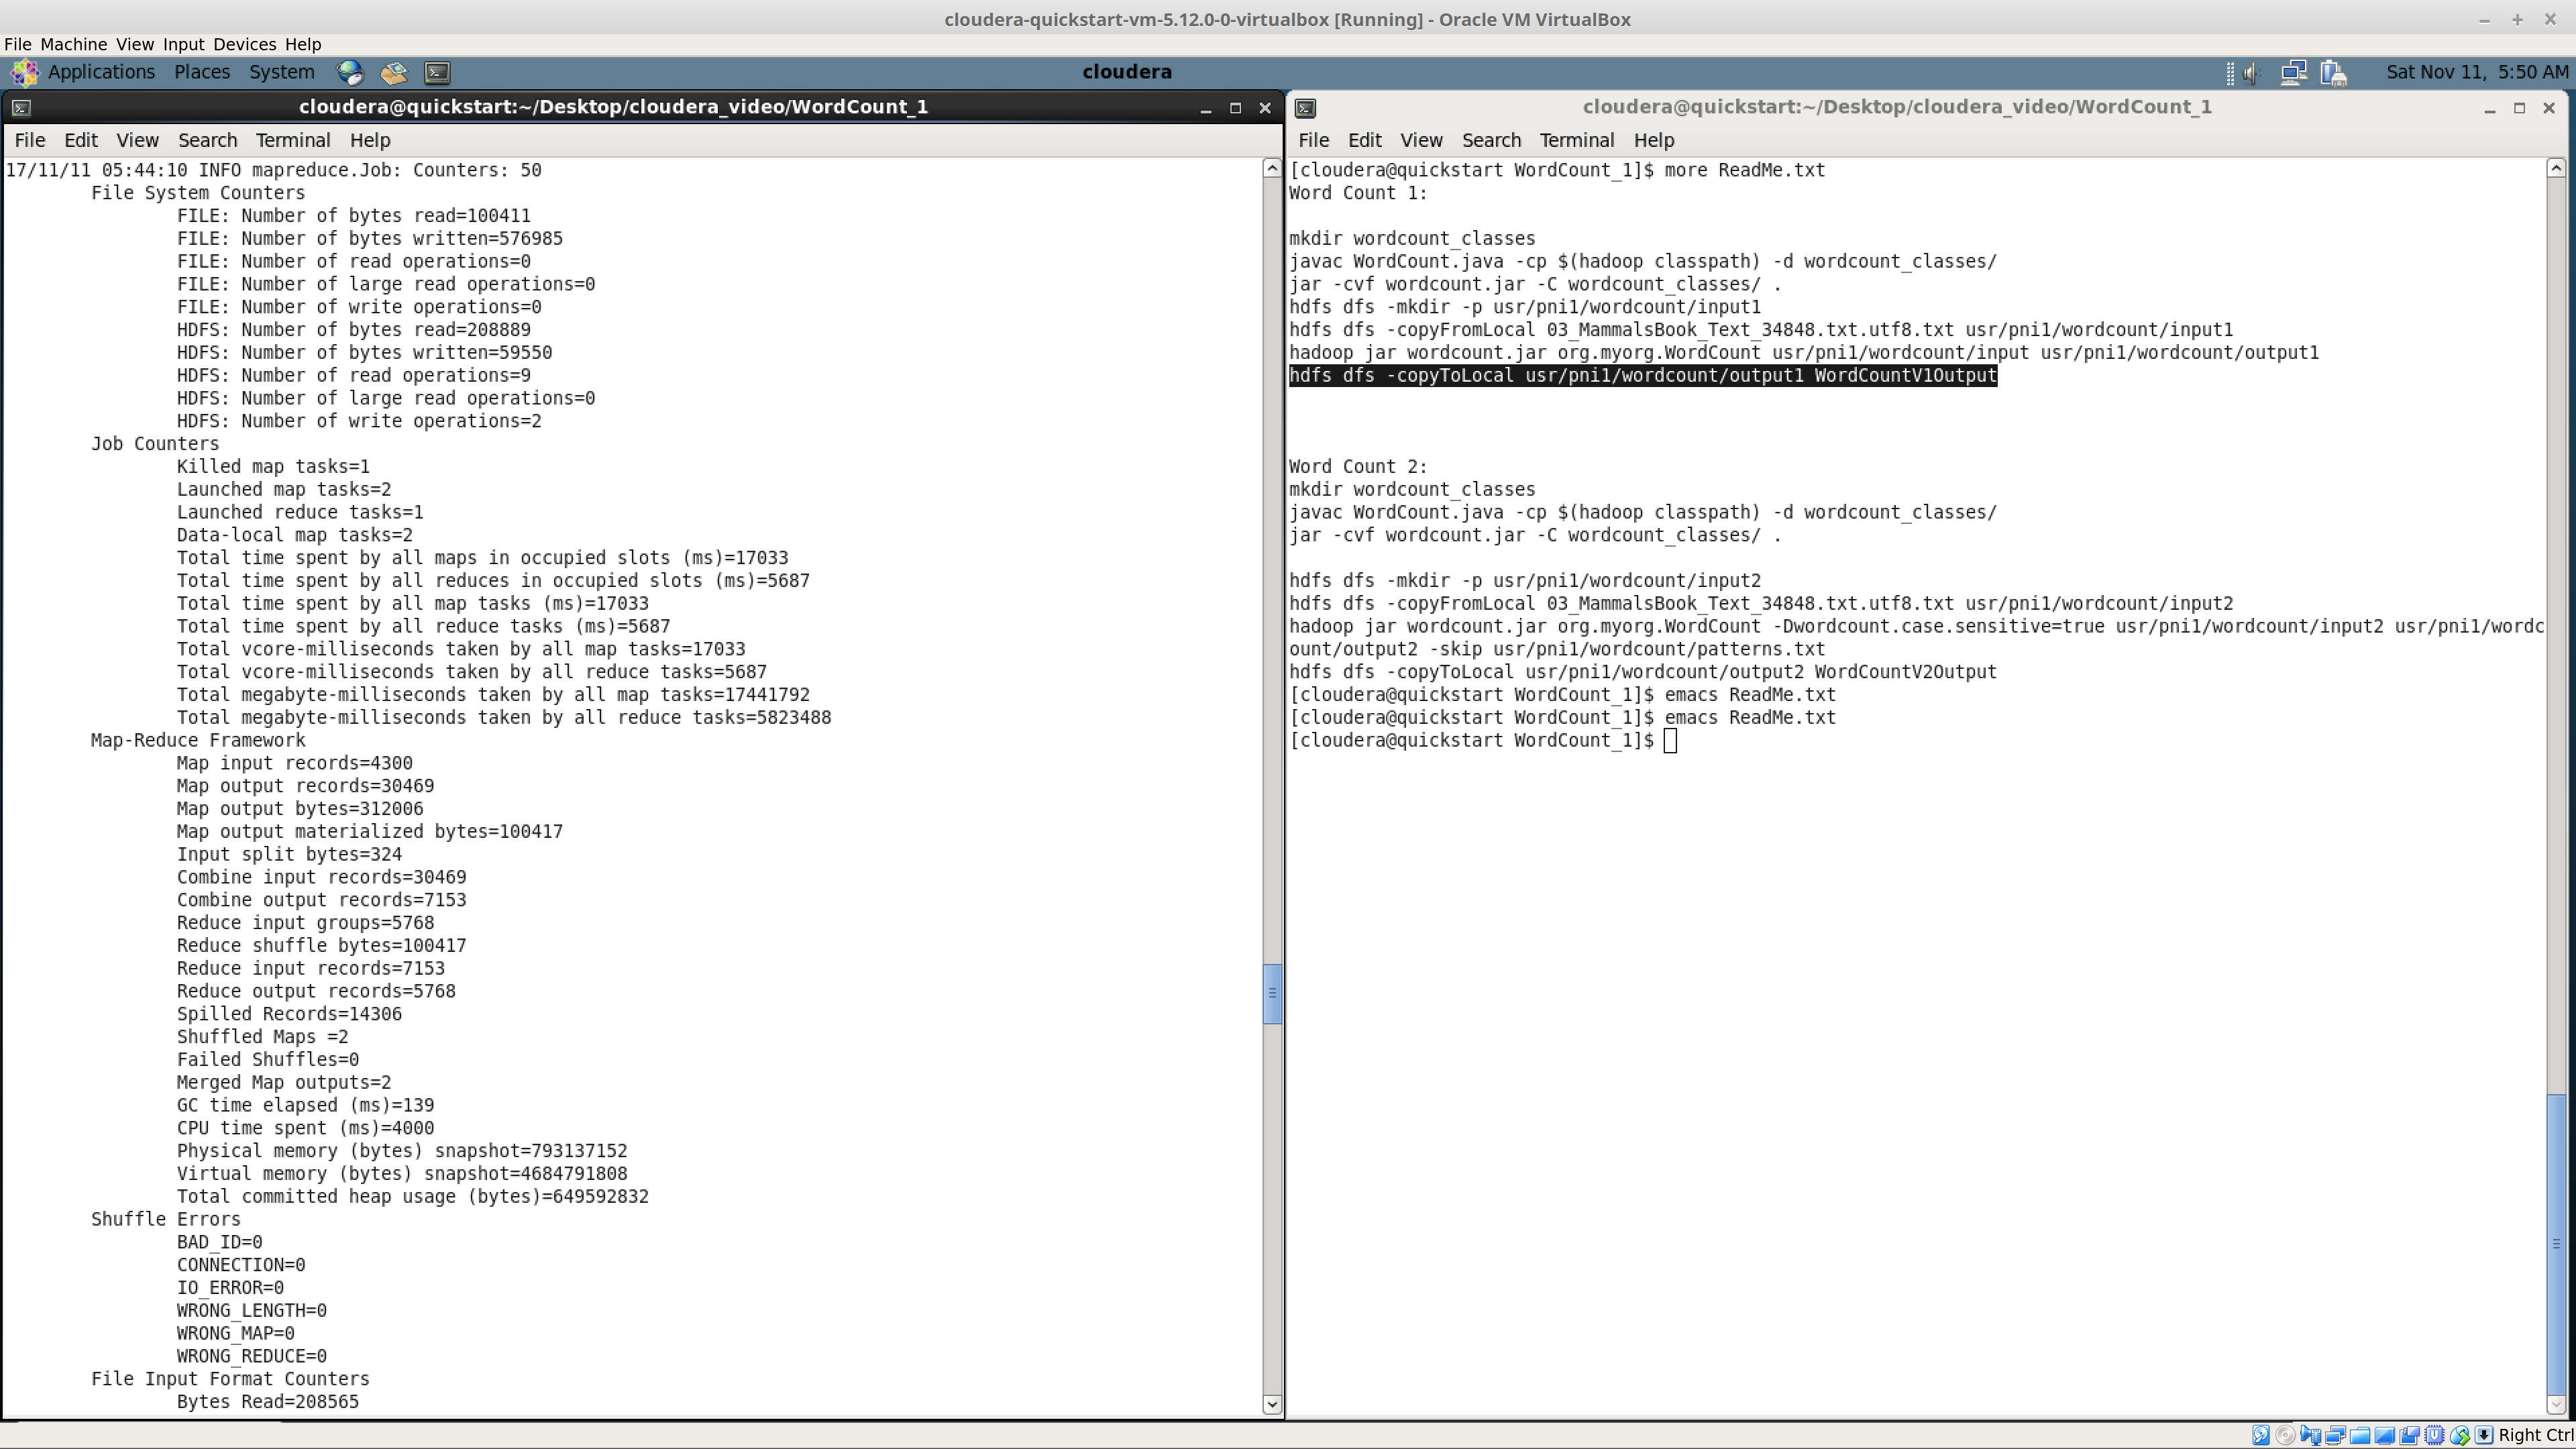 cloudera-quickstart-vm-5.12.0-0-virtualbox [Running] - Oracle VM VirtualBox
File Machine View Input Devices Help
Applications Places System
cloudera
Sat Nov 11, 5:50 AM
cloudera@quickstart:~/Desktop/cloudera_video/WordCount_1
File Edit View Search Terminal Help
17/11/11 05:44:10 INFO mapreduce.Job: Counters: 50
File System Counters
FILE: Number of bytes read=100411
FILE: Number of bytes written=576985
FILE: Number of read operations=0
FILE: Number of large read operations=0
FILE: Number of write operations=0
HDFS: Number of bytes read=208889
HDFS: Number of bytes written=59550
HDFS: Number of read operations=9
HDFS: Number of large read operations=0
HDFS: Number of write operations=2
Job Counters
Killed map tasks=1
Launched map tasks=2
Launched reduce tasks=1
Data-local map tasks=2
Total time spent by all maps in occupied slots (ms)=17033
Total time spent by all reduces in occupied slots (ms)=5687
Total time spent by all map tasks (ms)=17033
Total time spent by all reduce tasks (ms)=5687
Total vcore-milliseconds taken by all map tasks=17033
Total vcore-milliseconds taken by all reduce tasks=5687
Total megabyte-milliseconds taken by all map tasks=17441792
Total megabyte-milliseconds taken by all reduce tasks=5823488
Map-Reduce Framework
Map input records=4300
Map output records=30469
Map output bytes=312006
Map output materialized bytes=100417
Input split bytes=324
Combine input records=30469
Combine output records=7153
Reduce input groups=5768
Reduce shuffle bytes=100417
Reduce input records=7153
Reduce output records=5768
Spilled Records=14306
Shuffled Maps =2
Failed Shuffles=0
Merged Map outputs=2
GC time elapsed (ms)=139
CPU time spent (ms)=4000
Physical memory (bytes) snapshot=793137152
Virtual memory (bytes) snapshot=4684791808
Total committed heap usage (bytes)=649592832
Shuffle Errors
BAD_ID=0
CONNECTION=0
IO_ERROR=0
WRONG_LENGTH=0
WRONG_MAP=0
WRONG_REDUCE=0
File Input Format Counters
Bytes Read=208565
cloudera@quickstart:~/Desktop/cloudera_video/WordCount_1
File Edit View Search Terminal Help
[cloudera@quickstart WordCount_1]$ more ReadMe.txt
Word Count 1:
mkdir wordcount_classes
javac WordCount.java -cp $(hadoop classpath) -d wordcount_classes/
jar -cvf wordcount.jar -C wordcount_classes/ .
hdfs dfs -mkdir -p usr/pni1/wordcount/input1
hdfs dfs -copyFromLocal 03_MammalsBook_Text_34848.txt.utf8.txt usr/pni1/wordcount/input1
hadoop jar wordcount.jar org.myorg.WordCount usr/pni1/wordcount/input usr/pni1/wordcount/output1
hdfs dfs -copyToLocal usr/pni1/wordcount/output1 WordCountV1Output
Word Count 2:
mkdir wordcount_classes
javac WordCount.java -cp $(hadoop classpath) -d wordcount_classes/
jar -cvf wordcount.jar -C wordcount_classes/ .
hdfs dfs -mkdir -p usr/pni1/wordcount/input2
hdfs dfs -copyFromLocal 03_MammalsBook_Text_34848.txt.utf8.txt usr/pni1/wordcount/input2
hadoop jar wordcount.jar org.myorg.WordCount -Dwordcount.case.sensitive=true usr/pni1/wordcount/input2 usr/pni1/wordc
ount/output2 -skip usr/pni1/wordcount/patterns.txt
hdfs dfs -copyToLocal usr/pni1/wordcount/output2 WordCountV2Output
[cloudera@quickstart WordCount_1]$ emacs ReadMe.txt
[cloudera@quickstart WordCount_1]$ emacs ReadMe.txt
[cloudera@quickstart WordCount_1]$
Right Ctrl